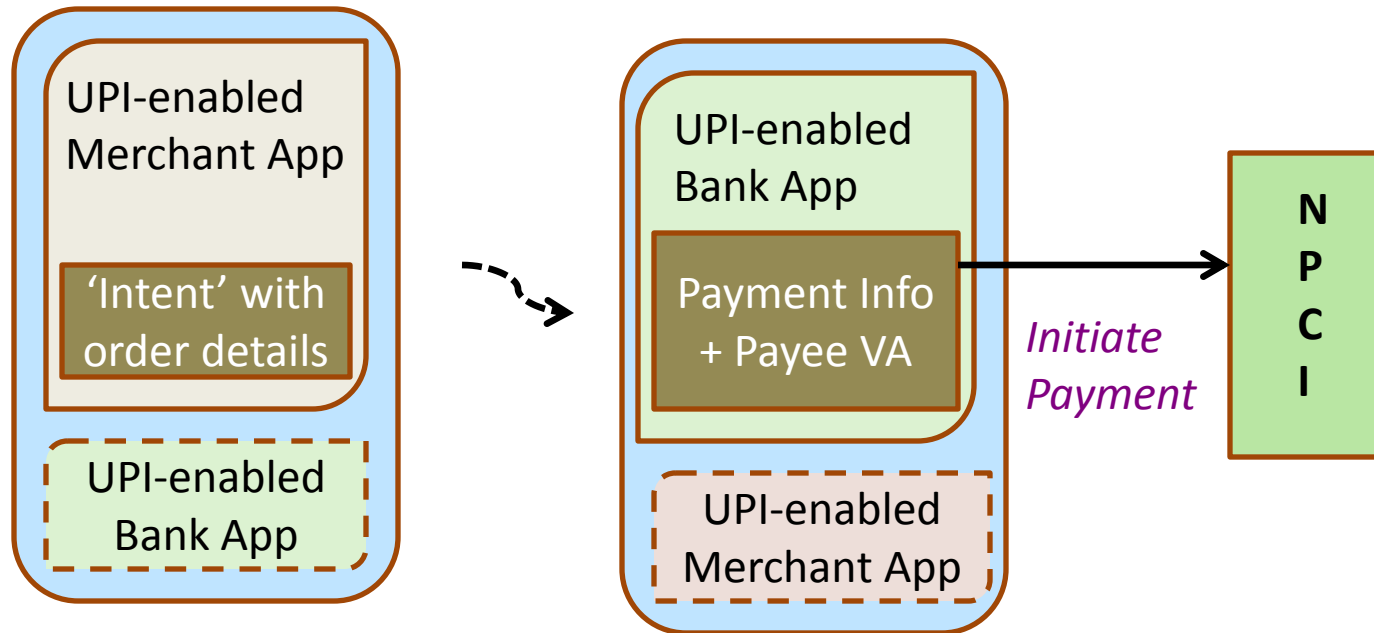 UPI-enabled
Merchant App
‘Intent’ with
order details
UPI-enabled
Bank App
UPI-enabled
Bank App
Payment Info
+ Payee VA
UPI-enabled
Merchant App
Initiate
Payment
N
P
C
I